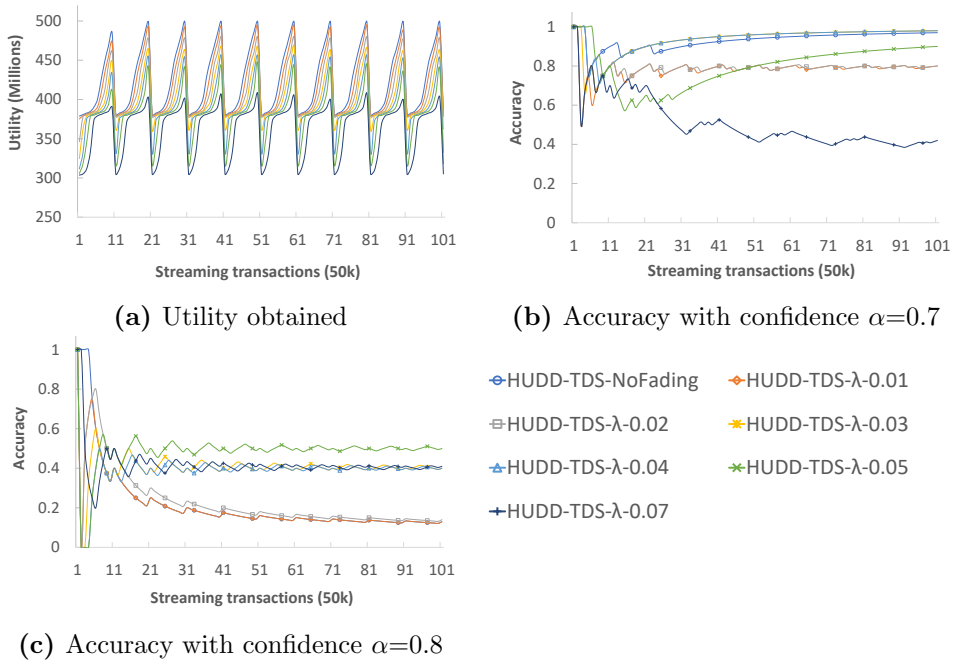 Utility (Millions)
500
450
400
350
300
250
1 11 21 31 41 51 61 71 81 91 101
Streaming transactions (50k)
(a) Utility obtained
Accuracy
1
0.8
0.6
0.4
0.2
0
1 11 21 31 41 51 61 71 81 91 101
Streaming transactions (50k)
(b) Accuracy with confidence α=0.7
Accuracy
1
0.8
0.6
0.4
0.2
0
1 11 21 31 41 51 61 71 81 91 101
Streaming transactions (50k)
(c) Accuracy with confidence α=0.8
HUDD-TDS-NoFading HUDD-TDS-λ-0.01
HUDD-TDS-λ-0.02 HUDD-TDS-λ-0.03
HUDD-TDS-λ-0.04 HUDD-TDS-λ-0.05
HUDD-TDS-λ-0.07